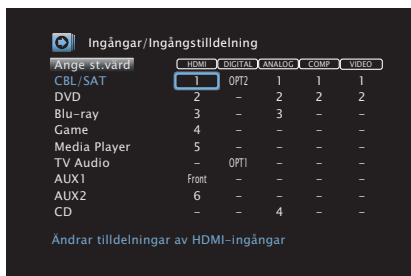 Ingångar/Ingångstilldelning
Ange st.värd HDMI DIGITAL ANALOG COMP VIDEO
CBL/SAT 1 OPT2 1 1 1
DVD 2 – 2 2 2
Blu-ray 3 – 3 – –
Game 4 – – – –
Media Player 5 – – – –
TV Audio – OPT1 – – –
AUX1 Front – – – –
AUX2 6 – – – –
CD – – 4 – –
Ändrar tilldelningar av HDMI-ingångar